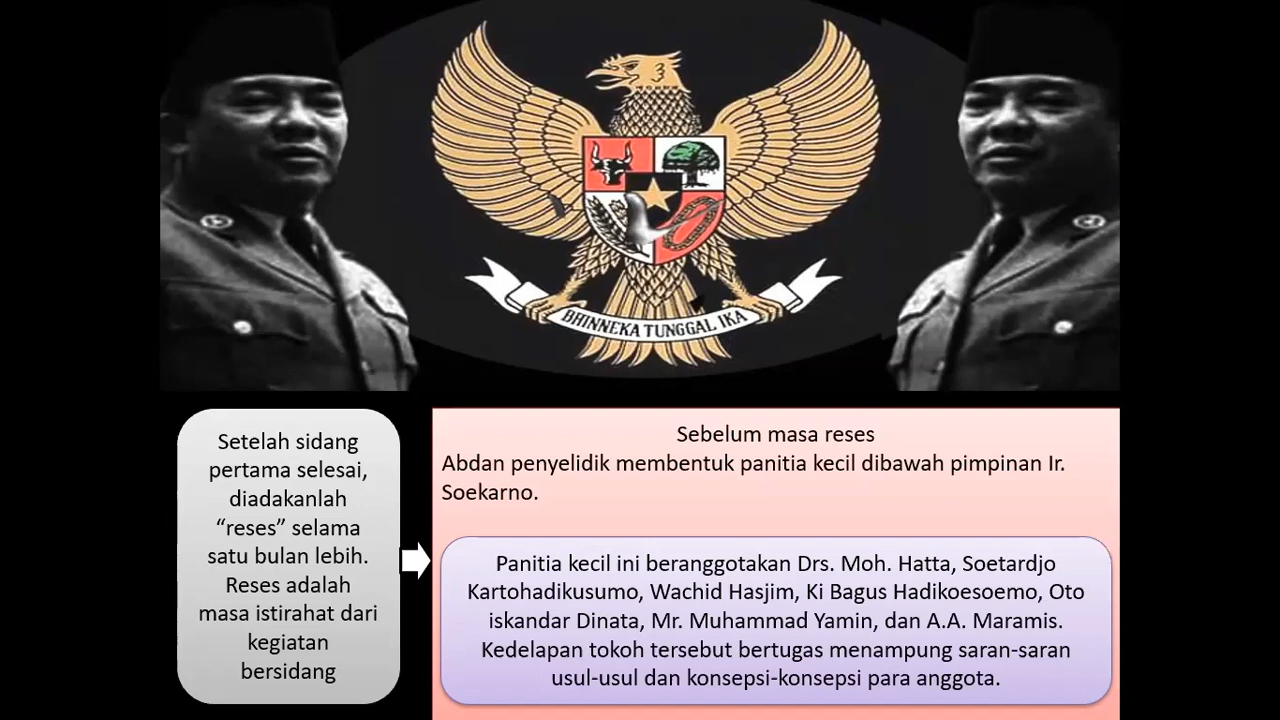 BHINNEKA TUNGGAL IKA
Setelah sidang
pertama selesai,
diadakanlah
“reses” selama
satu bulan lebih.
Reses adalah
masa istirahat dari
kegiatan
bersidang
Sebelum masa reses
Abdan penyelidik membentuk panitia kecil dibawah pimpinan Ir.
Soekarno.
Panitia kecil ini beranggotakan Drs. Moh. Hatta, Soetardjo
Kartohadikusumo, Wachid Hasjim, Ki Bagus Hadikoesoemo, Oto
iskandar Dinata, Mr. Muhammad Yamin, dan A.A. Maramis.
Kedelapan tokoh tersebut bertugas menampung saran-saran
usul-usul dan konsepsi-konsepsi para anggota.